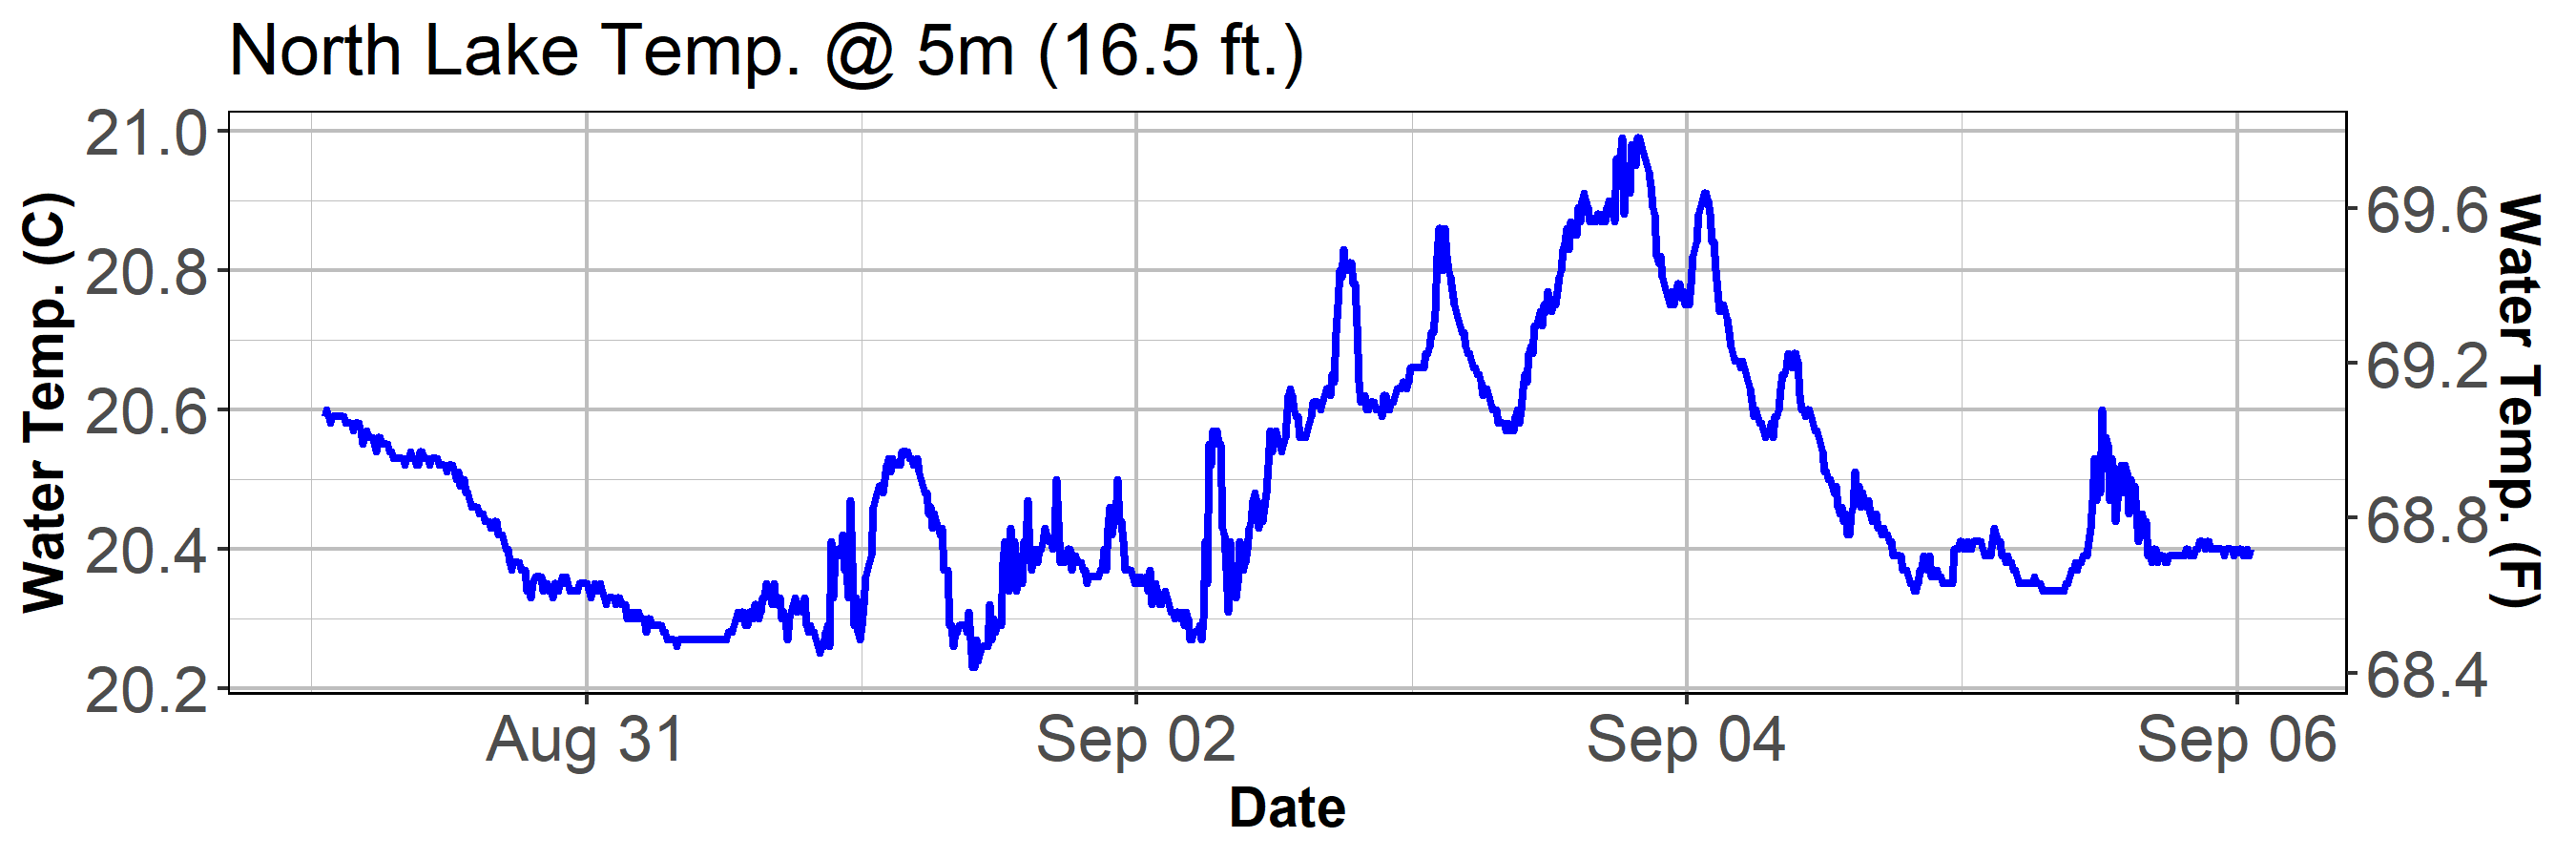 North Lake Temp. @ 5m (16.5 ft.)
Water Temp. (C)
21.0
20.8
20.6
20.4
20.2
69.6
69.2
68.8
68.4
Water Temp. (F)
Aug 31 Sep 02 Sep 04 Sep 06
Date